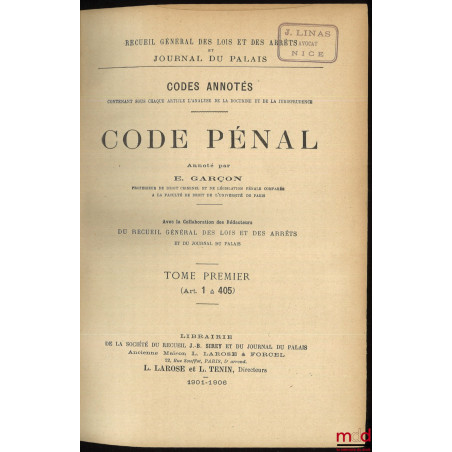 RECUEIL GÉNÉRAL DES LOIS ET DES ARRÊTS
ET
JOURNAL DU PALAIS
J. LINAS
AVOCAT
NICE
CODES ANNOTÉS
CONTENANT SOUS CHAQUE ARTICLE L'ANALYSE DE LA DOCTRINE ET DE LA JURISPRUDENCE
CODE PÉNAL
Annoté par
E. GARÇON
PROFESSEUR DE DROIT CRIMINEL ET DE LÉGISLATION PÉNALE COMPARÉE
A LA FACULTÉ DE DROIT DE L'UNIVERSITÉ DE PARIS
Avec la Collaboration des Rédacteurs
DU RECUEIL GÉNÉRAL DES LOIS ET DES ARRÊTS
ET DU JOURNAL DU PALAIS
TOME PREMIER
(Art. 1 à 405)
LIBRAIRIE
DE LA SOCIÉTÉ DU RECUEIL J.-B. SIREY ET DU JOURNAL DU PALAIS
Ancienne Maison L. LAROSE & FORCEL
22, Rue Soufflot, PARIS, 5e arrond.
L. LAROSE et L. TENIN, Directeurs
1901-1906
mdd